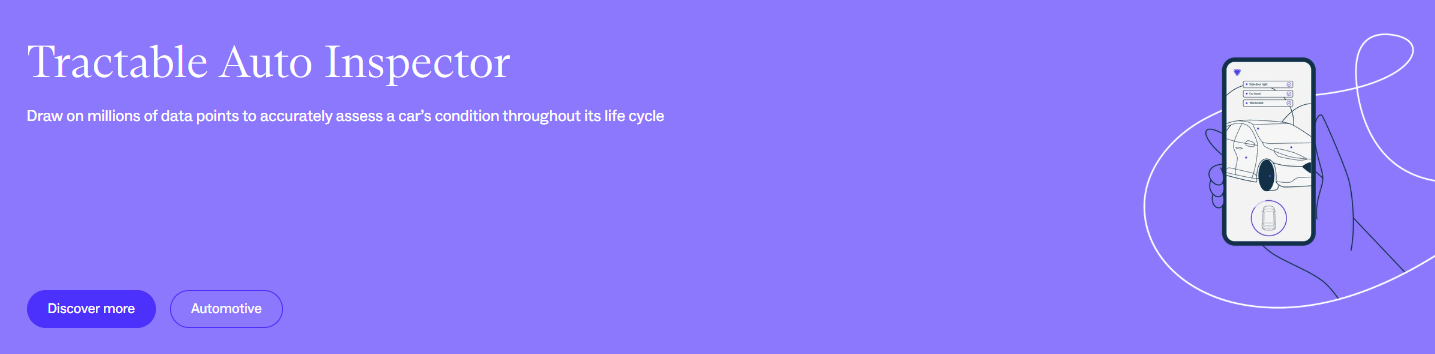 Tractable Auto Inspector
Draw on millions of data points to accurately assess a car's condition throughout its life cycle
Discover more
Automotive